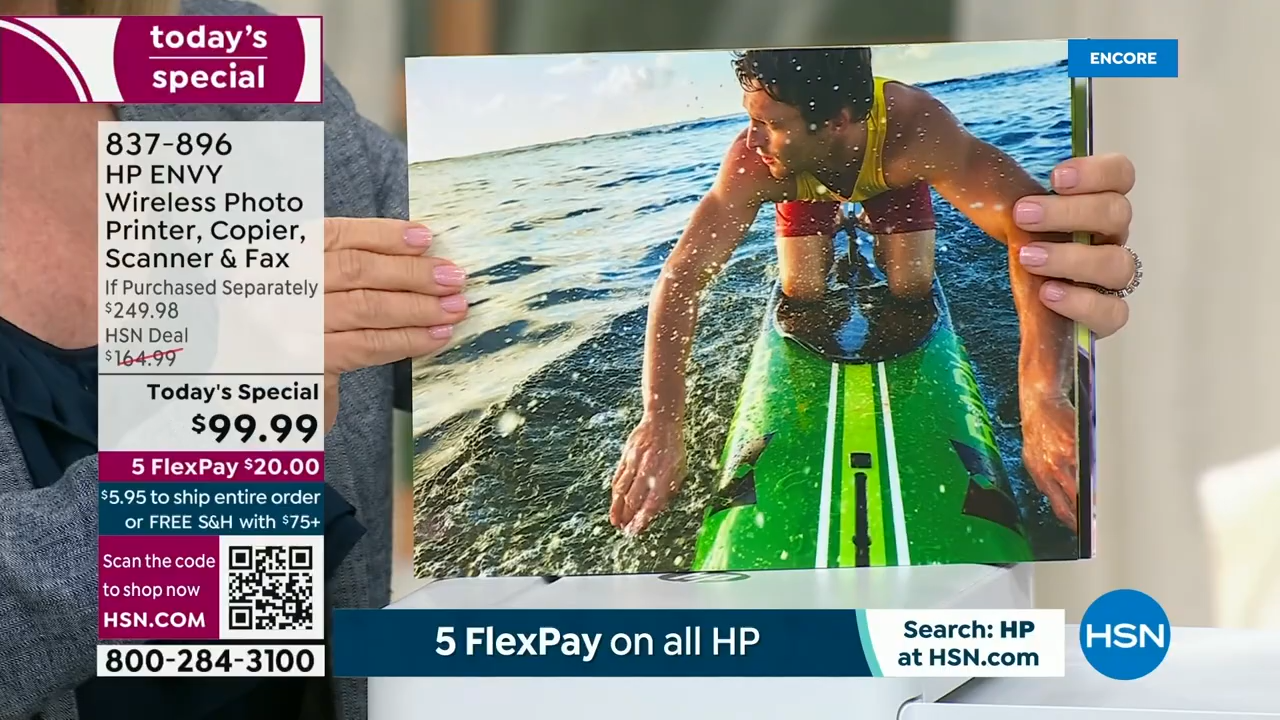 today's
special
ENCORE
837-896
HP ENVY
Wireless Photo
Printer, Copier,
Scanner & Fax
If Purchased Separately
$249.98
HSN Deal
$164.99
Today's Special
$99.99
5 FlexPay $20.00
$5.95 to ship entire order
or FREE S&H with $75+
Scan the code
to shop now
HSN.COM
800-284-3100
5 FlexPay on all HP
Search: HP
at HSN.com
HSN